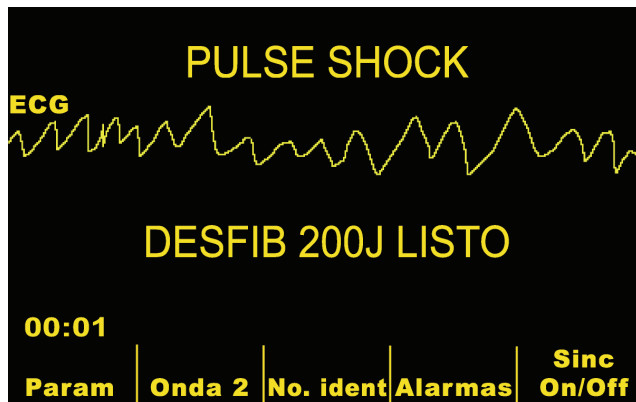 PULSE SHOCK
ECG
DESFIB 200J LISTO
00:01
Sinc
Param Onda 2 No. ident Alarmas On/Off